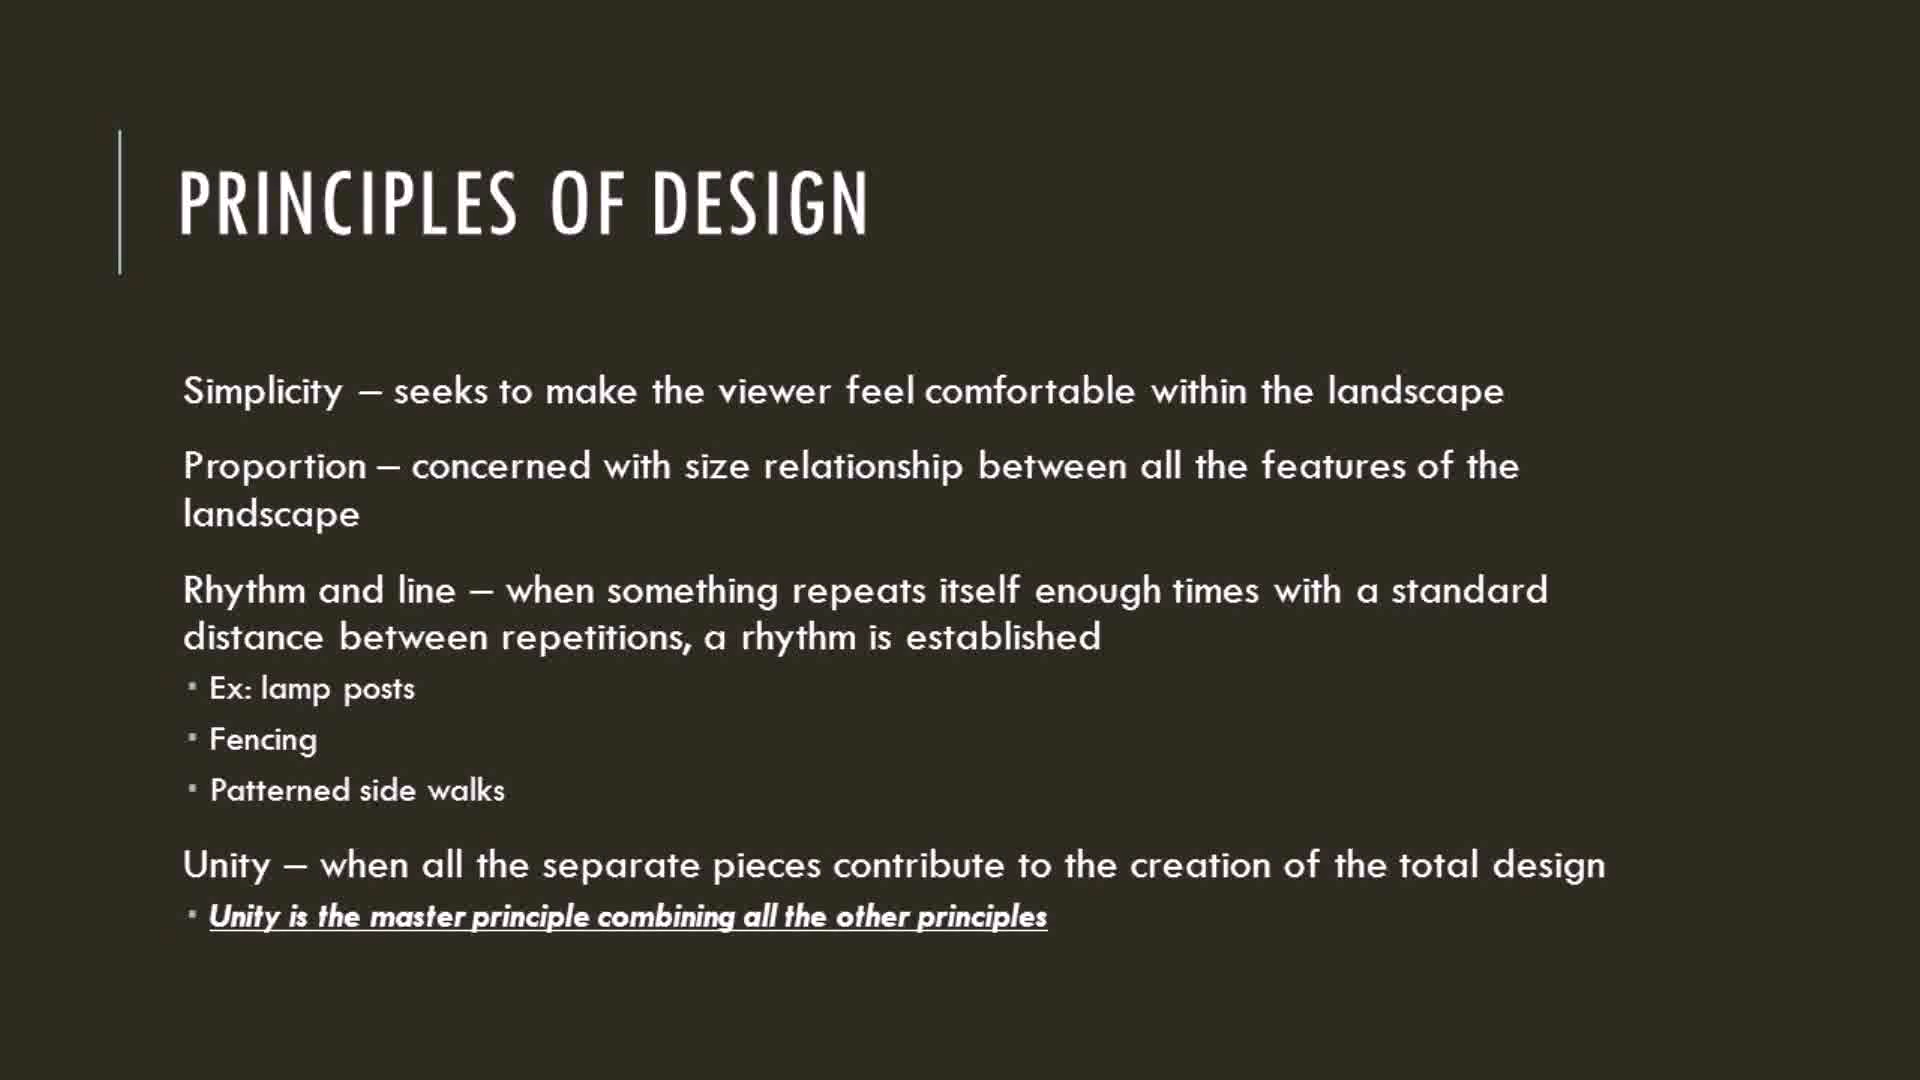 PRINCIPLES OF DESIGN
Simplicity – seeks to make the viewer feel comfortable within the landscape
Proportion – concerned with size relationship between all the features of the
landscape
Rhythm and line – when something repeats itself enough times with a standard
distance between repetitions, a rhythm is established
▪ Ex: lamp posts
▪ Fencing
▪ Patterned side walks
Unity – when all the separate pieces contribute to the creation of the total design
▪ Unity is the master principle combining all the other principles